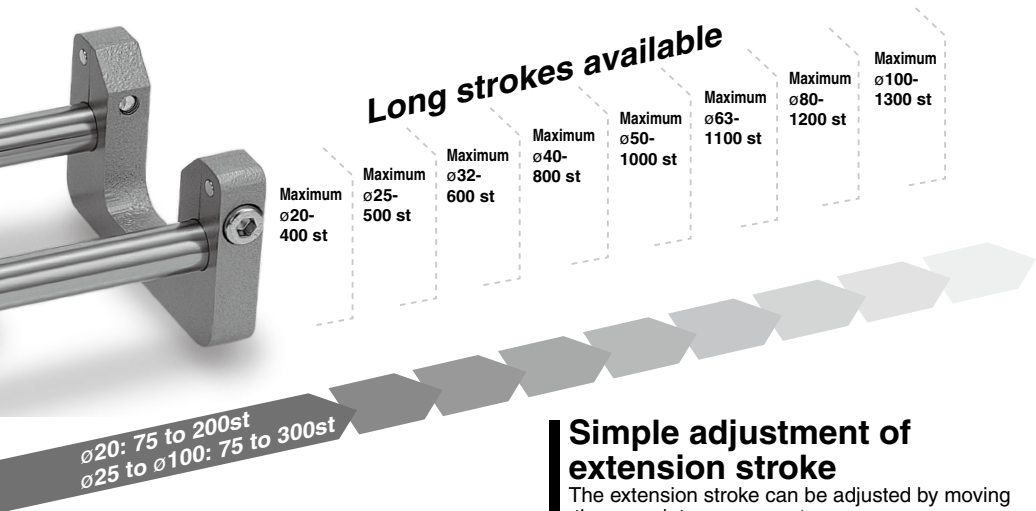 Long strokes available
Maximum
ø20-
400 st
Maximum
ø25-
500 st
Maximum
ø32-
600 st
Maximum
ø40-
800 st
Maximum
ø50-
1000 st
Maximum
ø63-
1100 st
Maximum
ø80-
1200 st
Maximum
ø100-
1300 st
ø20: 75 to 200st
ø25 to ø100: 75 to 300st
Simple adjustment of
extension stroke
The extension stroke can be adjusted by moving